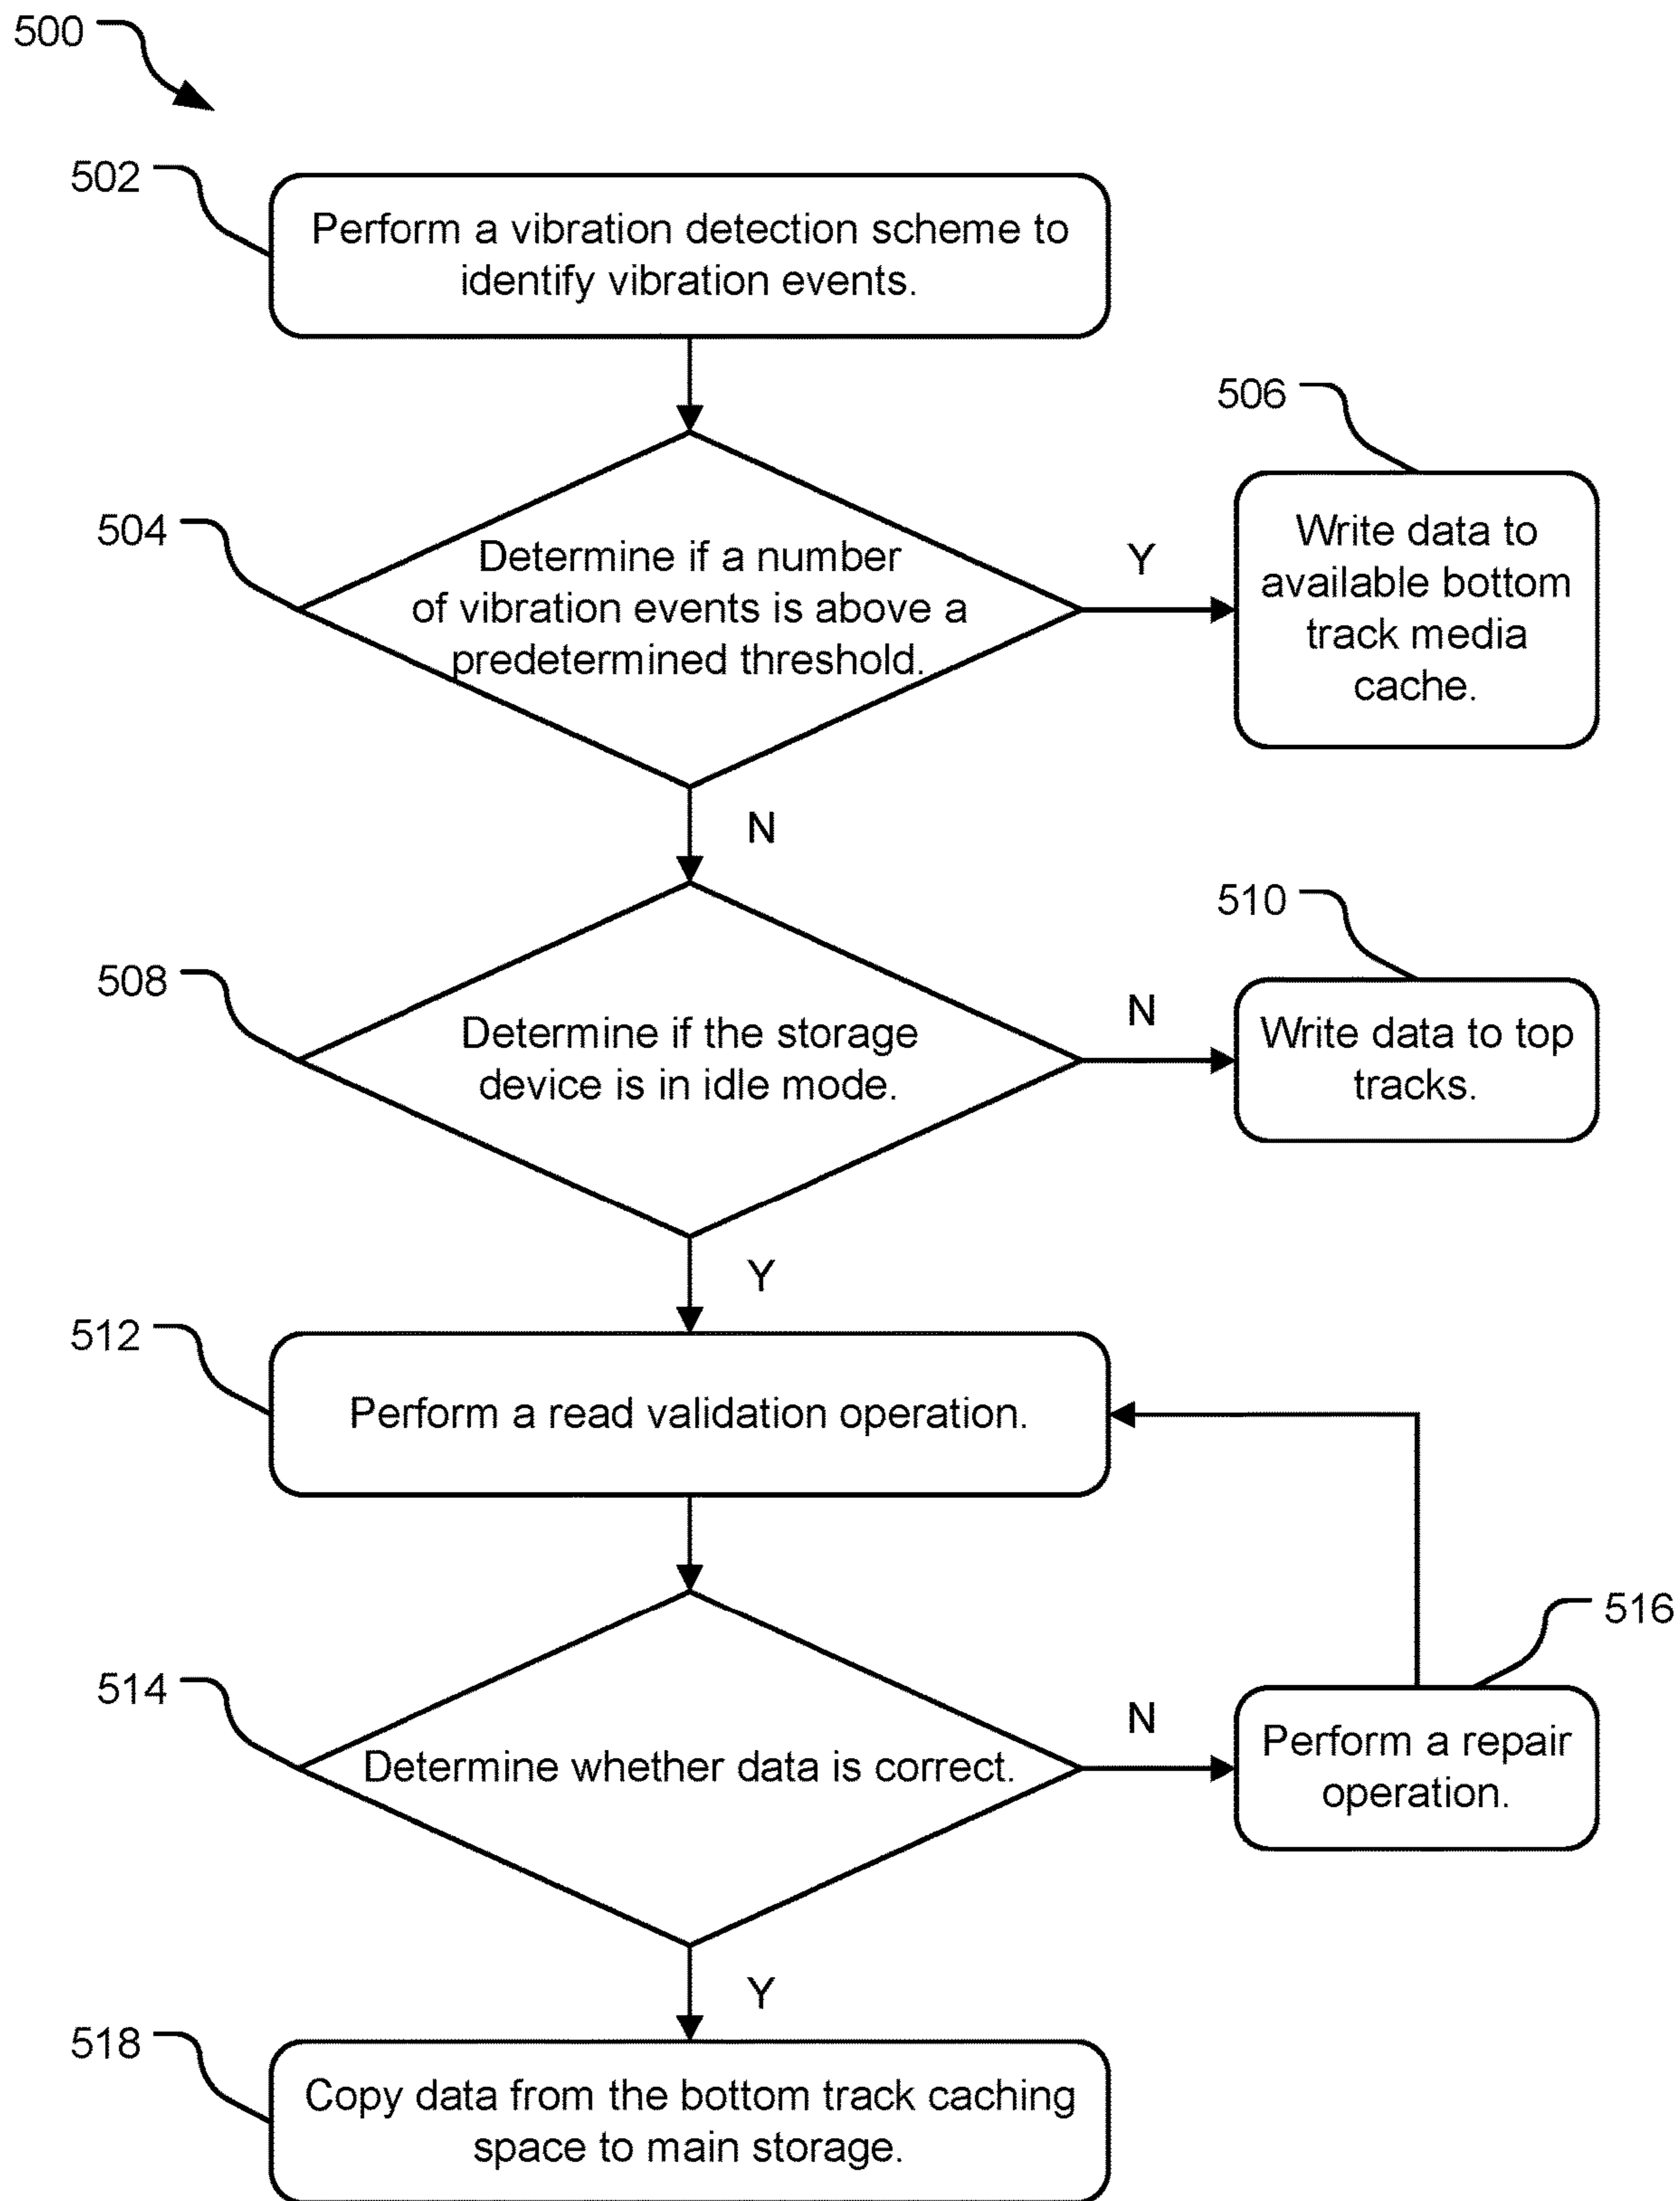 500
502
Perform a vibration detection scheme to
identify vibration events.
504
Determine if a number
of vibration events is above a
predetermined threshold.
Y
506
Write data to
available bottom
track media
cache.
N
508
Determine if the storage
device is in idle mode.
N
510
Write data to top
tracks.
Y
512
Perform a read validation operation.
514
Determine whether data is correct.
N
516
Perform a repair
operation.
Y
518
Copy data from the bottom track caching
space to main storage.